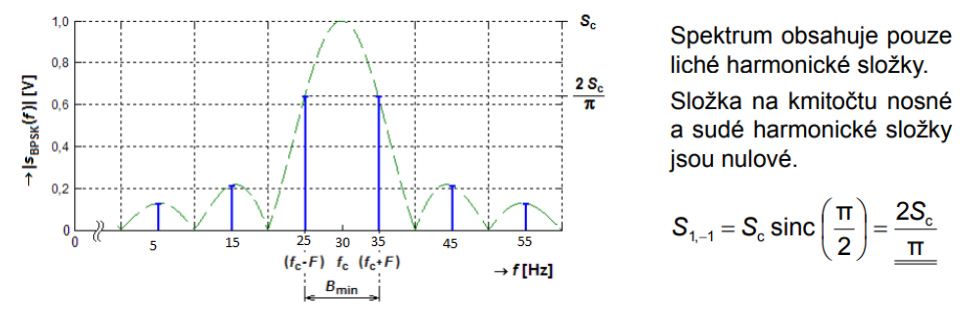 → |s_BPSK(f)| [V]
1,0
0,8
0,6
0,4
0,2
0
S_c
2 S_c
π
0 5 15 25 30 35 45 55
(f_c-F) f_c (f_c+F)
→ f [Hz]
B_min
Spektrum obsahuje pouze
liché harmonické složky.
Složka na kmitočtu nosné
a sudé harmonické složky
jsou nulové.
S_1,−1 = S_c sinc (π/2) = 2S_c/π